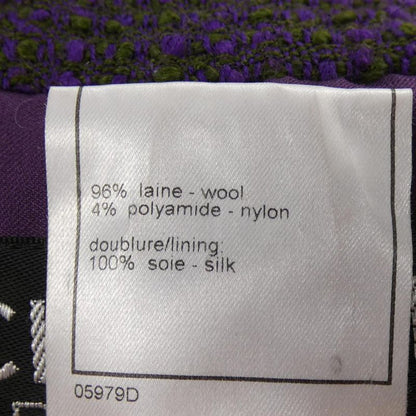 96% laine - wool
4% polyamide - nylon
doublure/lining:
100% soie - silk
05979D